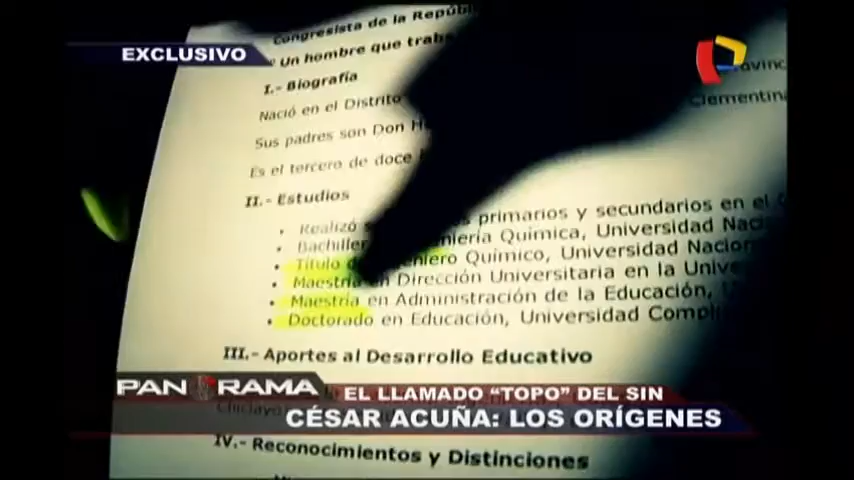 Congresista de la Repúbl
EXCLUSIVO
Un hombre que trab
I.- Biografía
Nació en el Distrito
Sus padres son Don H
Clementina
Es el tercero de doce
II.- Estudios
• Realizó primarios y secundarios en el
• Bachiller Química, Universidad Naci
• Título Químico, Universidad Nacion
• Maestría en Dirección Universitaria en la Unive
• Maestría en Administración de la Educación,
• Doctorado en Educación, Universidad Compl
III.- Aportes al Desarrollo Educativo
PANORAMA
EL LLAMADO “TOPO” DEL SIN
CÉSAR ACUÑA: LOS ORÍGENES
IV.- Reconocimientos y Distinciones